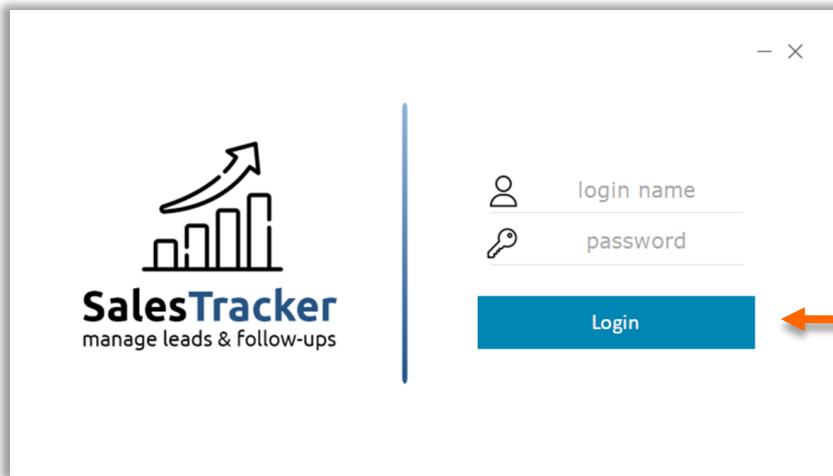 SalesTracker
manage leads & follow-ups
login name
password
Login